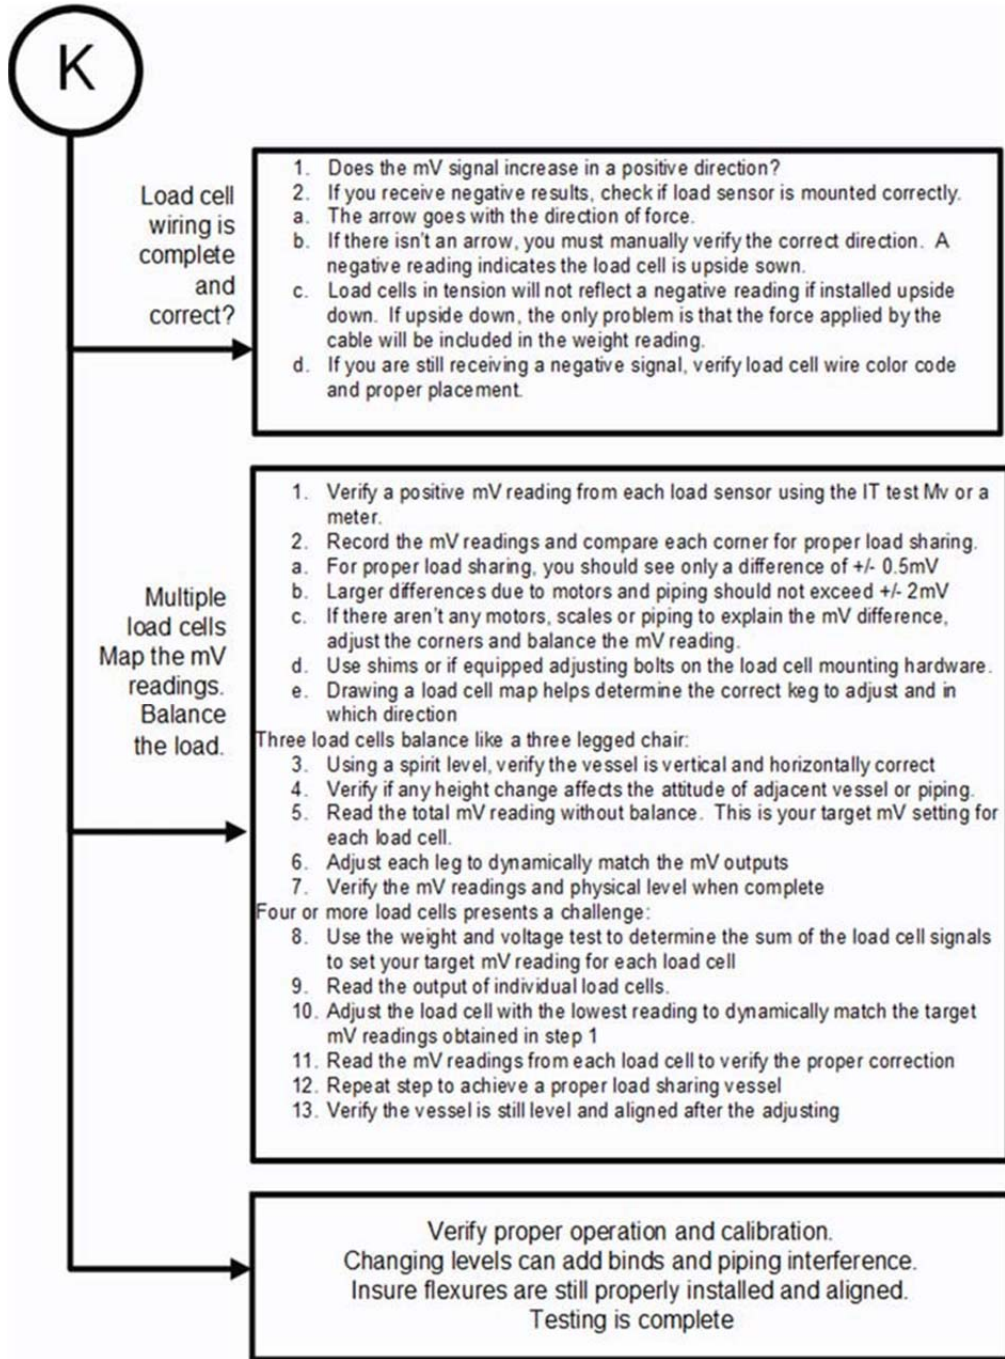 K
Load cell
wiring is
complete
and
correct?
1. Does the mV signal increase in a positive direction?
2. If you receive negative results, check if load sensor is mounted correctly.
a. The arrow goes with the direction of force.
b. If there isn't an arrow, you must manually verify the correct direction. A
negative reading indicates the load cell is upside sown.
c. Load cells in tension will not reflect a negative reading if installed upside
down. If upside down, the only problem is that the force applied by the
cable will be included in the weight reading.
d. If you are still receiving a negative signal, verify load cell wire color code
and proper placement.
Multiple
load cells
Map the mV
readings.
Balance
the load.
1. Verify a positive mV reading from each load sensor using the IT test Mv or a
meter.
2. Record the mV readings and compare each corner for proper load sharing.
a. For proper load sharing, you should see only a difference of +/- 0.5mV
b. Larger differences due to motors and piping should not exceed +/- 2mV
c. If there aren't any motors, scales or piping to explain the mV difference,
adjust the corners and balance the mV reading.
d. Use shims or if equipped adjusting bolts on the load cell mounting hardware.
e. Drawing a load cell map helps determine the correct keg to adjust and in
which direction
Three load cells balance like a three legged chair:
3. Using a spirit level, verify the vessel is vertical and horizontally correct
4. Verify if any height change affects the attitude of adjacent vessel or piping.
5. Read the total mV reading without balance. This is your target mV setting for
each load cell.
6. Adjust each leg to dynamically match the mV outputs
7. Verify the mV readings and physical level when complete
Four or more load cells presents a challenge:
8. Use the weight and voltage test to determine the sum of the load cell signals
to set your target mV reading for each load cell
9. Read the output of individual load cells.
10. Adjust the load cell with the lowest reading to dynamically match the target
mV readings obtained in step 1
11. Read the mV readings from each load cell to verify the proper correction
12. Repeat step to achieve a proper load sharing vessel
13. Verify the vessel is still level and aligned after the adjusting
Verify proper operation and calibration.
Changing levels can add binds and piping interference.
Insure flexures are still properly installed and aligned.
Testing is complete